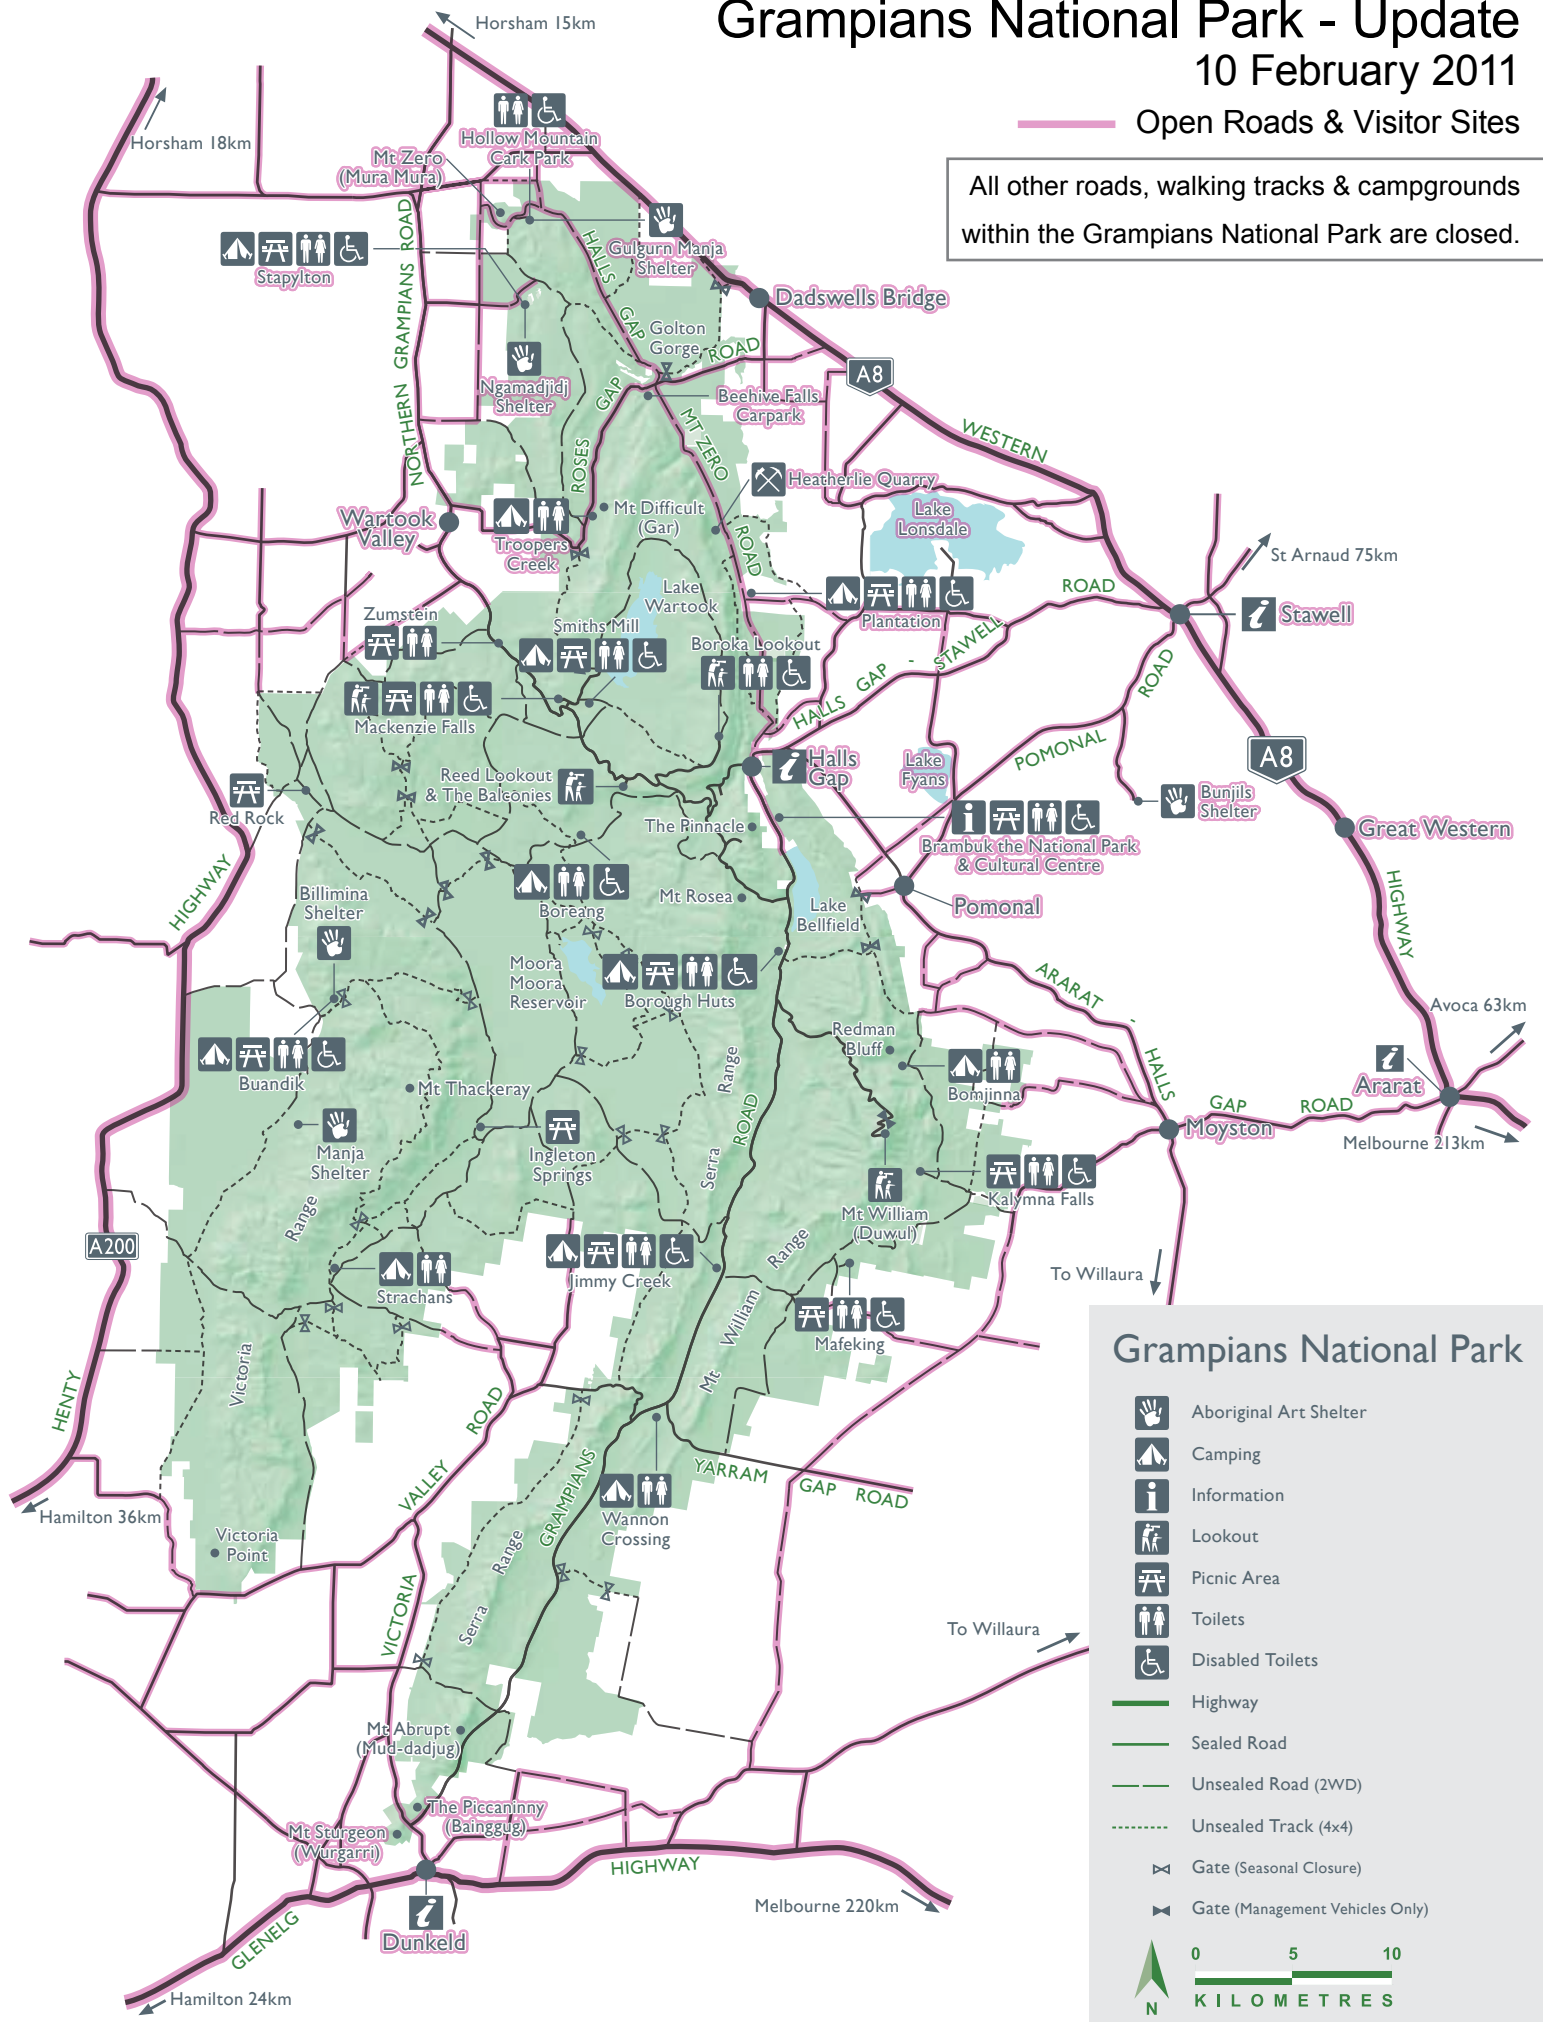 Grampians National Park - Update
10 February 2011
Open Roads & Visitor Sites
All other roads, walking tracks & campgrounds
within the Grampians National Park are closed.
Horsham 15km
Horsham 18km
Hollow Mountain
Cark Park
Mt Zero
(Mura Mura)
Stapylton
Gulgurn Manja
Shelter
Dadswells Bridge
NORTHERN GRAMPIANS ROAD
HALLS GAP ROAD
Golton
Gorge
Ngamadjidj
Shelter
A8
Beehive Falls
Carpark
ROSES GAP
MT ZERO ROAD
WESTERN
Heatherlie Quarry
Lake
Lonsdale
Wartook
Valley
Troopers
Creek
Mt Difficult
(Gar)
St Arnaud 75km
Lake
Wartook
Zumstein
Smiths Mill
Boroka Lookout
Plantation
ROAD
Stawell
HALLS GAP - STAWELL
ROAD
Mackenzie Falls
POMONAL
A8
Halls
Gap
Lake
Fyans
Reed Lookout
& The Balconies
Red Rock
Bunjils
Shelter
The Pinnacle
Great Western
Brambuk the National Park
& Cultural Centre
HIGHWAY
HIGHWAY
Billimina
Shelter
Boreang
Mt Rosea
Lake
Bellfield
Pomonal
Moora
Moora
Reservoir
Borough Huts
ARARAT - HALLS GAP ROAD
Avoca 63km
Redman
Bluff
Buandik
Mt Thackeray
Serra Range
ROAD
Bomjinna
Ararat
Moyston
Melbourne 213km
Manja
Shelter
Ingleton
Springs
Kalymna Falls
Mt William
(Duwul)
Range
A200
Strachans
Jimmy Creek
Mt William Range
To Willaura
Mafeking
Victoria
HENTY
VALLEY ROAD
YARRAM GAP ROAD
Hamilton 36km
Wannon
Crossing
GRAMPIANS
Victoria
Point
Serra Range
VICTORIA
To Willaura
Mt Abrupt
(Mud-dadjug)
The Piccaninny
(Bainggug)
Mt Sturgeon
(Wurgarri)
HIGHWAY
Melbourne 220km
Dunkeld
GLENELG
Hamilton 24km
Grampians National Park
Aboriginal Art Shelter
Camping
Information
Lookout
Picnic Area
Toilets
Disabled Toilets
Highway
Sealed Road
Unsealed Road (2WD)
Unsealed Track (4x4)
Gate (Seasonal Closure)
Gate (Management Vehicles Only)
0 5 10
KILOMETRES
N